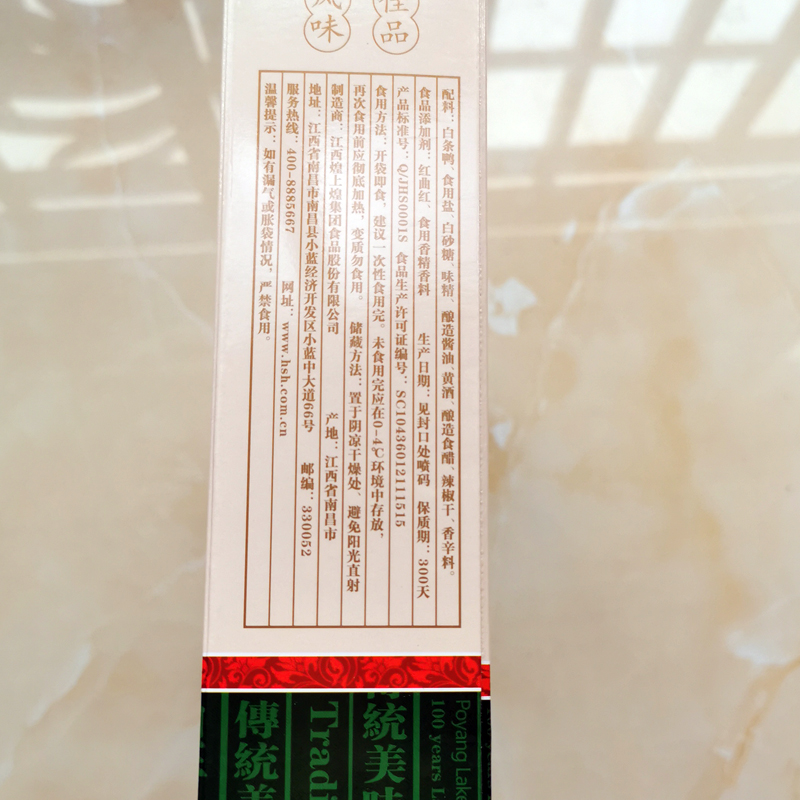 风味
佳品
配料：白条鸭、食用盐、白砂糖、味精、酿造酱油、黄酒、酿造食醋、辣椒干、香辛料。
食品添加剂：红曲红、食用香精香料 生产日期：见封口处喷码 保质期：300天
产品标准号：Q/JHS0001S 食品生产许可证编号：SC10436012111515
食用方法：开袋即食，建议一次性食用完。未食用完应在0-4℃环境中存放，
再次食用前应彻底加热，变质勿食用。 储藏方法：置于阴凉干燥处、避免阳光直射
制造商：江西煌上煌集团食品股份有限公司 产地：江西省南昌市
地址：江西省南昌市南昌县小蓝经济开发区小蓝中大道66号 邮编：330052
服务热线：400-8885667 网址：www.hsh.com.cn
温馨提示：如有漏气或胀袋情况，严禁食用。
Poyang Lake
100 years
傳統美味
Tradi
傳統美